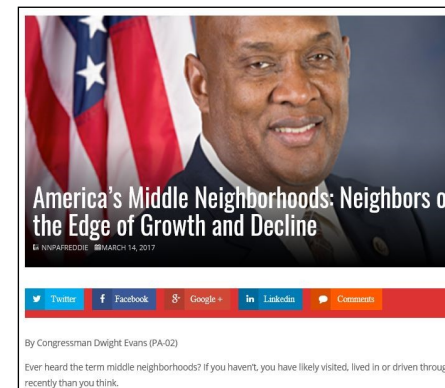 America's Middle Neighborhoods: Neighbors o
the Edge of Growth and Decline
NNPAFREDDIE MARCH 14, 2017
Twitter Facebook Google + Linkedin Comments
By Congressman Dwight Evans (PA-02)
Ever heard the term middle neighborhoods? If you haven't, you have likely visited, lived in or driven throug
recently than you think.